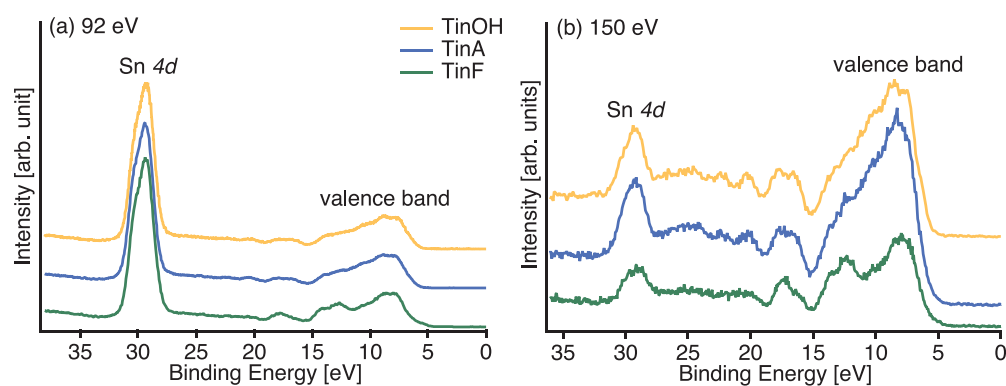 (a) 92 eV
TinOH
TinA
TinF
Sn 4d
valence band
Intensity [arb. unit]
35 30 25 20 15 10 5 0
Binding Energy [eV]
(b) 150 eV
valence band
Sn 4d
Intensity [arb. units]
35 30 25 20 15 10 5 0
Binding Energy [eV]